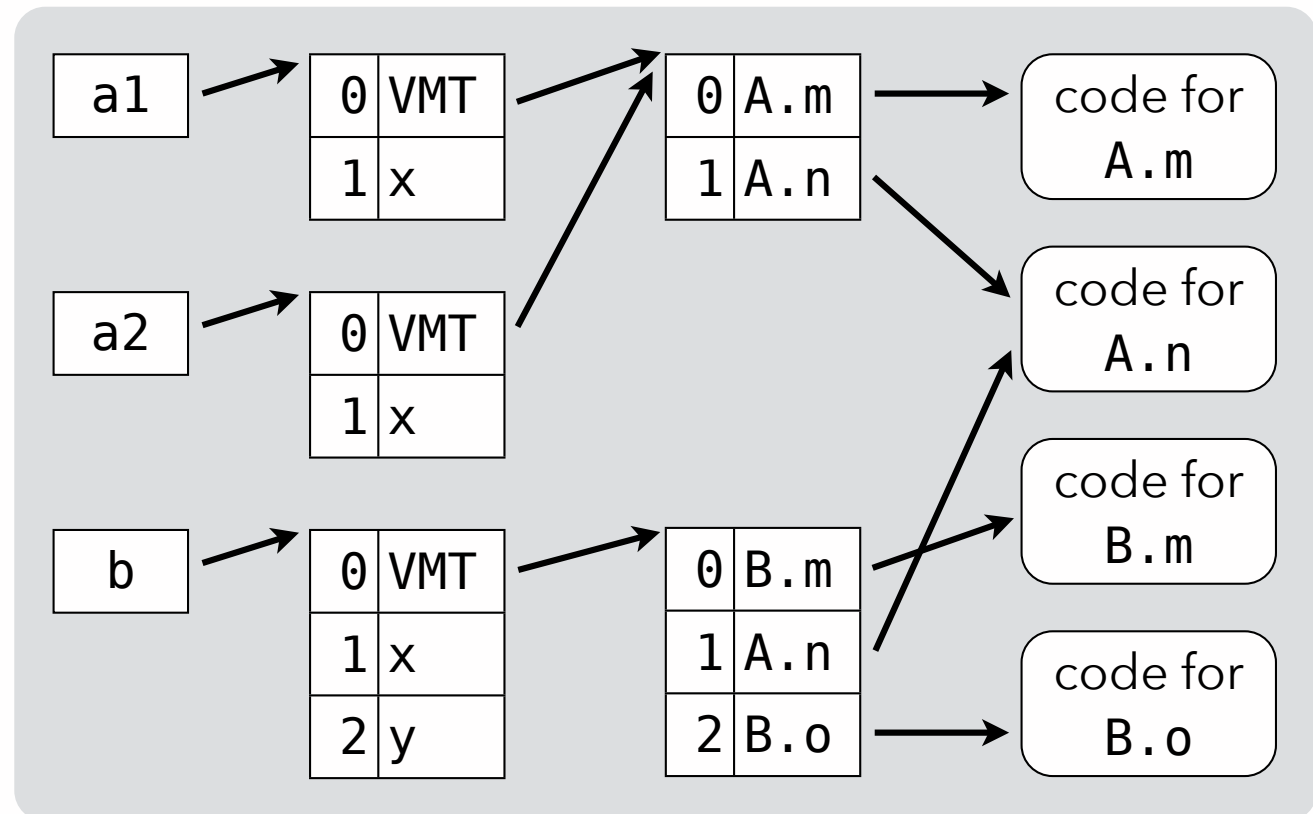 a1
0 VMT
1 x
0 A.m
1 A.n
code for
A.m
a2
0 VMT
1 x
code for
A.n
b
0 VMT
1 x
2 y
0 B.m
1 A.n
2 B.o
code for
B.m
code for
B.o